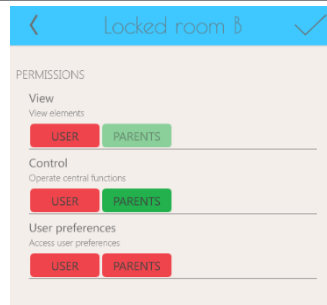 Locked room B
PERMISSIONS
View
View elements
USER PARENTS
Control
Operate central functions
USER PARENTS
User preferences
Access user preferences
USER PARENTS